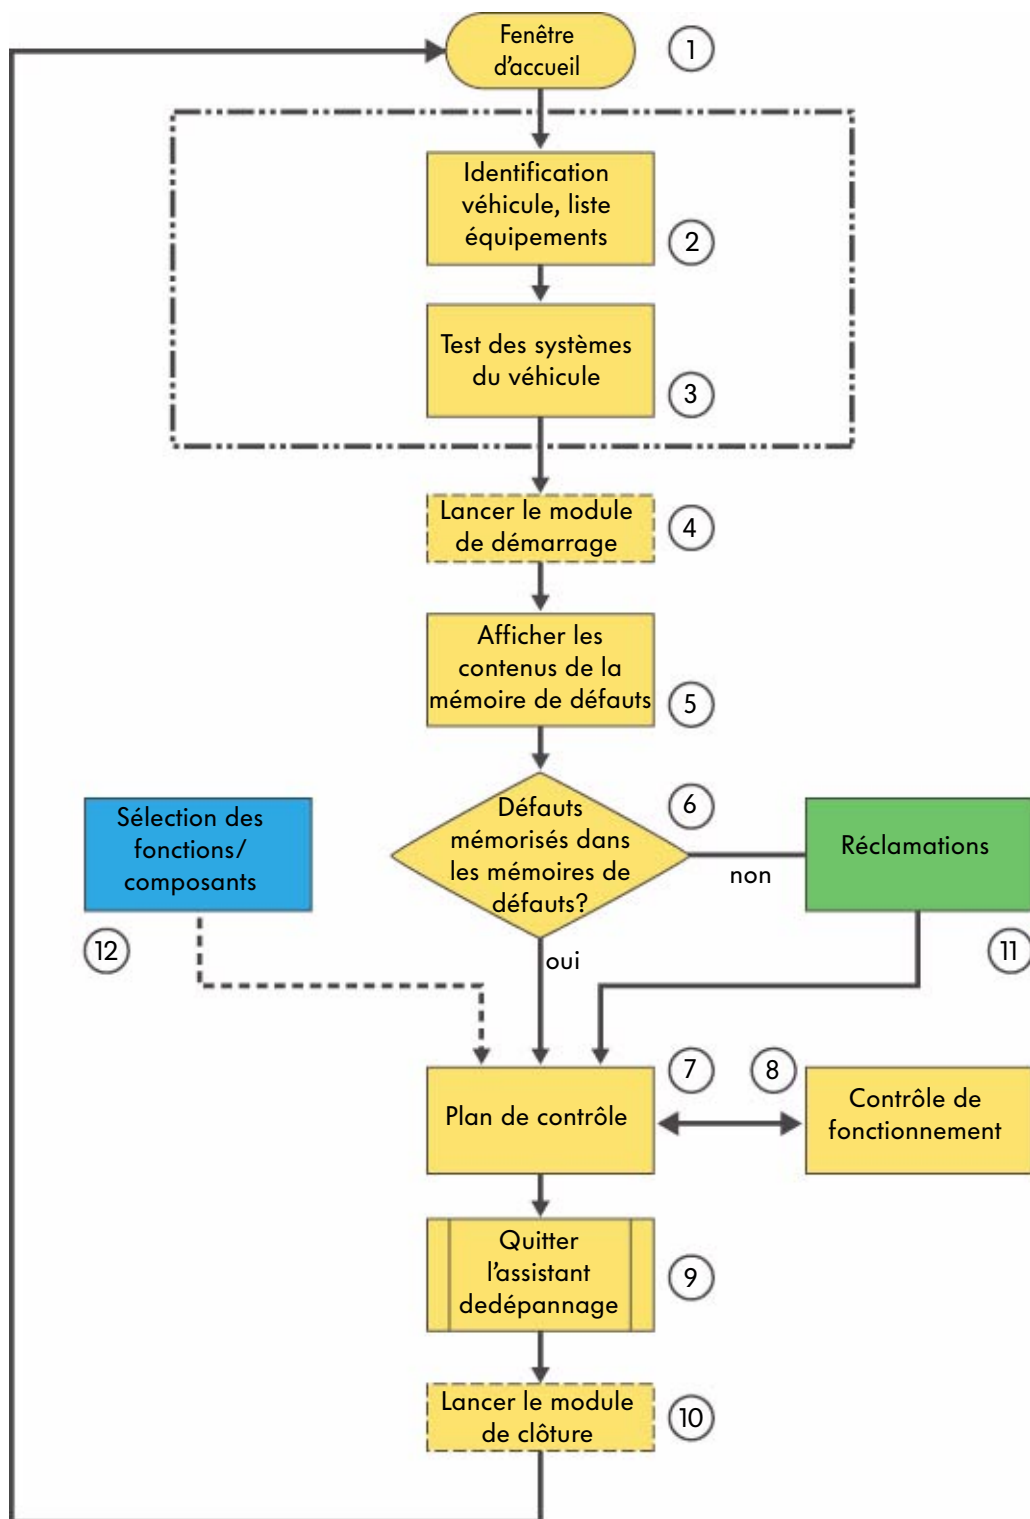 Fenêtre
d'accueil
1
Identification
véhicule, liste
équipements
2
Test des systèmes
du véhicule
3
Lancer le module
de démarrage
4
Afficher les
contenus de la
mémoire de défauts
5
Défauts
mémorisés dans
les mémoires de
défauts?
6
non
oui
Réclamations
11
Sélection des
fonctions/
composants
12
Plan de contrôle
7
8
Contrôle de
fonctionnement
Quitter
l'assistant
dedépannage
9
Lancer le module
de clôture
10